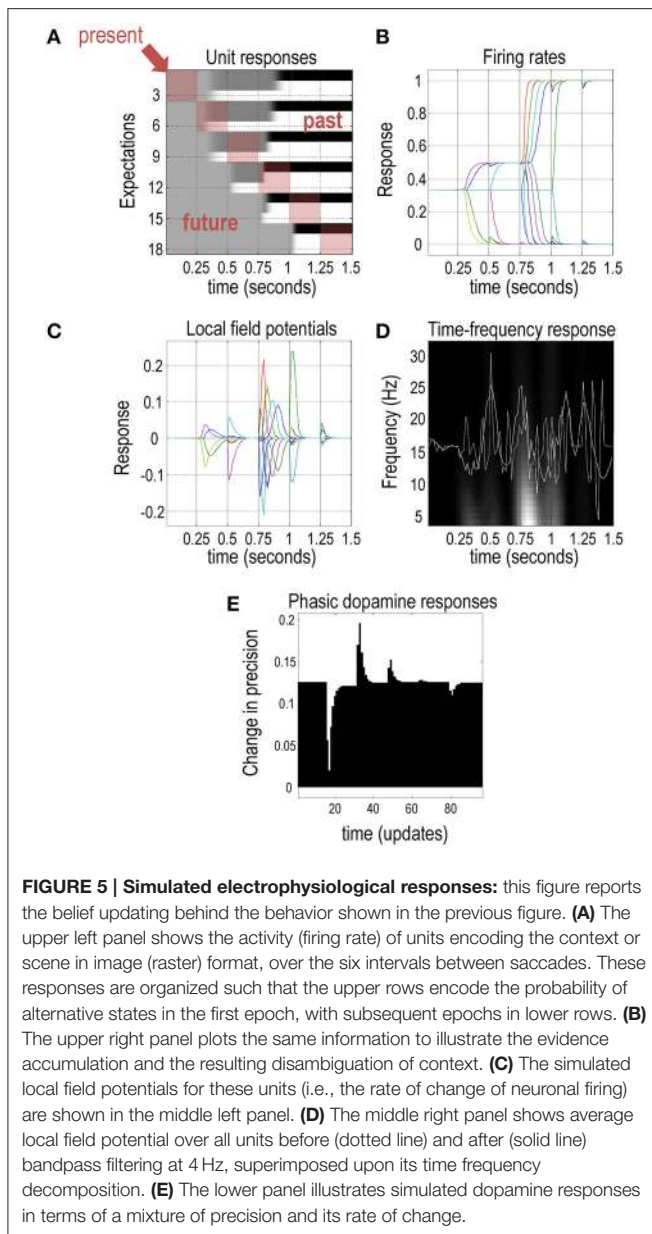 present
A
Unit responses
Expectations
3
6
9
12
15
18
past
future
0.25 0.5 0.75 1 1.25 1.5
time (seconds)
B
Firing rates
Response
1
0.8
0.6
0.4
0.2
0
0.25 0.5 0.75 1 1.25 1.5
time (seconds)
C
Local field potentials
Response
0.2
0.1
0
-0.1
-0.2
0.25 0.5 0.75 1 1.25 1.5
time (seconds)
D
Time-frequency response
Frequency (Hz)
30
25
20
15
10
5
0.25 0.5 0.75 1 1.25 1.5
time (seconds)
E
Phasic dopamine responses
Change in precision
0.2
0.15
0.1
0.05
0
20 40 60 80
time (updates)
FIGURE 5 | Simulated electrophysiological responses: this figure reports
the belief updating behind the behavior shown in the previous figure. (A) The
upper left panel shows the activity (firing rate) of units encoding the context or
scene in image (raster) format, over the six intervals between saccades. These
responses are organized such that the upper rows encode the probability of
alternative states in the first epoch, with subsequent epochs in lower rows. (B)
The upper right panel plots the same information to illustrate the evidence
accumulation and the resulting disambiguation of context. (C) The simulated
local field potentials for these units (i.e., the rate of change of neuronal firing)
are shown in the middle left panel. (D) The middle right panel shows average
local field potential over all units before (dotted line) and after (solid line)
bandpass filtering at 4 Hz, superimposed upon its time frequency
decomposition. (E) The lower panel illustrates simulated dopamine responses
in terms of a mixture of precision and its rate of change.